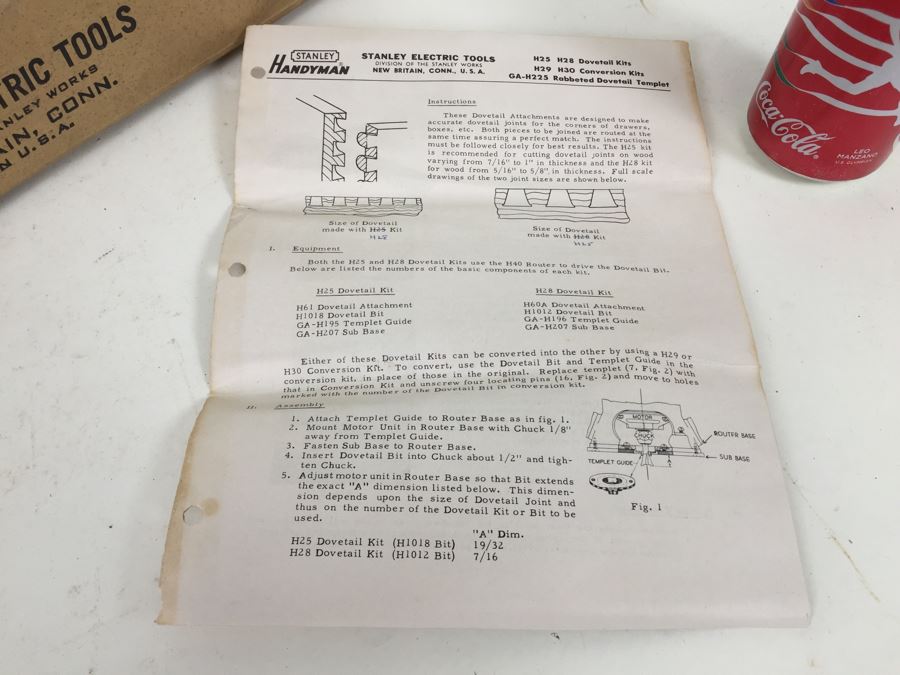 TRIC TOOLS
ANLEY WORKS
AIN, CONN.
N U.S.A.
STANLEY
HANDYMAN
STANLEY ELECTRIC TOOLS
DIVISION OF THE STANLEY WORKS
NEW BRITAIN, CONN., U. S. A.
H25 H28 Dovetail Kits
H29 H30 Conversion Kits
GA-H225 Rabbeted Dovetail Templet
Instructions
These Dovetail Attachments are designed to make
accurate dovetail joints for the corners of drawers,
boxes, etc. Both pieces to be joined are routed at the
same time assuring a perfect match. The instructions
must be followed closely for best results. The H25 kit
is recommended for cutting dovetail joints on wood
varying from 7/16" to 1" in thickness and the H28 kit
for wood from 5/16" to 5/8" in thickness. Full scale
drawings of the two joint sizes are shown below.
Size of Dovetail
made with H25 Kit
H28
Size of Dovetail
made with H28 Kit
H25
I. Equipment
Both the H25 and H28 Dovetail Kits use the H40 Router to drive the Dovetail Bit.
Below are listed the numbers of the basic components of each kit.
H25 Dovetail Kit
H61 Dovetail Attachment
H1018 Dovetail Bit
GA-H195 Templet Guide
GA-H207 Sub Base
H28 Dovetail Kit
H60A Dovetail Attachment
H1012 Dovetail Bit
GA-H196 Templet Guide
GA-H207 Sub Base
Either of these Dovetail Kits can be converted into the other by using a H29 or
H30 Conversion Kit. To convert, use the Dovetail Bit and Templet Guide in the
conversion kit, in place of those in the original. Replace templet (7, Fig. 2) with
that in Conversion Kit and unscrew four locating pins (16, Fig. 2) and move to holes
marked with the number of the Dovetail Bit in conversion kit.
II. Assembly
1. Attach Templet Guide to Router Base as in fig. 1.
2. Mount Motor Unit in Router Base with Chuck 1/8"
away from Templet Guide.
3. Fasten Sub Base to Router Base.
4. Insert Dovetail Bit into Chuck about 1/2" and tigh-
ten Chuck.
5. Adjust motor unit in Router Base so that Bit extends
the exact "A" dimension listed below. This dimen-
sion depends upon the size of Dovetail Joint and
thus on the number of the Dovetail Kit or Bit to be
used.
MOTOR
CHUCK
ROUTER BASE
SUB BASE
TEMPLET GUIDE
Fig. 1
"A" Dim.
H25 Dovetail Kit (H1018 Bit) 19/32
H28 Dovetail Kit (H1012 Bit) 7/16
Coca-Cola
LEO
MANZANO